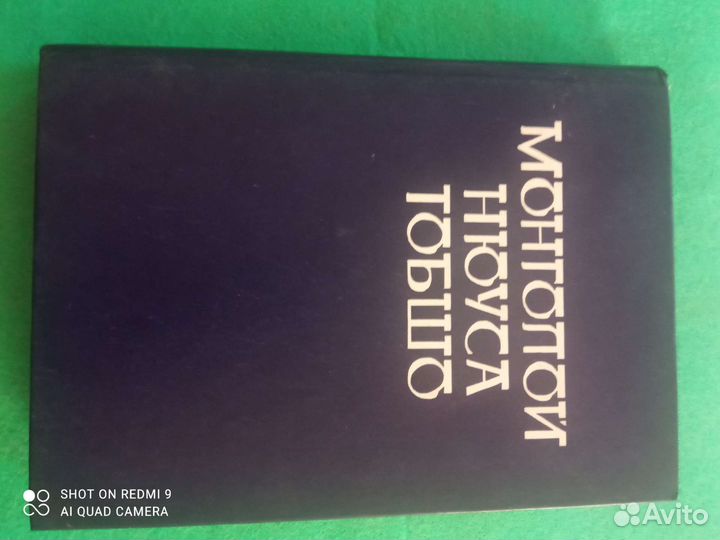 МОНГОЛОЙ
НЮУСА
ТОБШО
SHOT ON REDMI 9
AI QUAD CAMERA
Avito